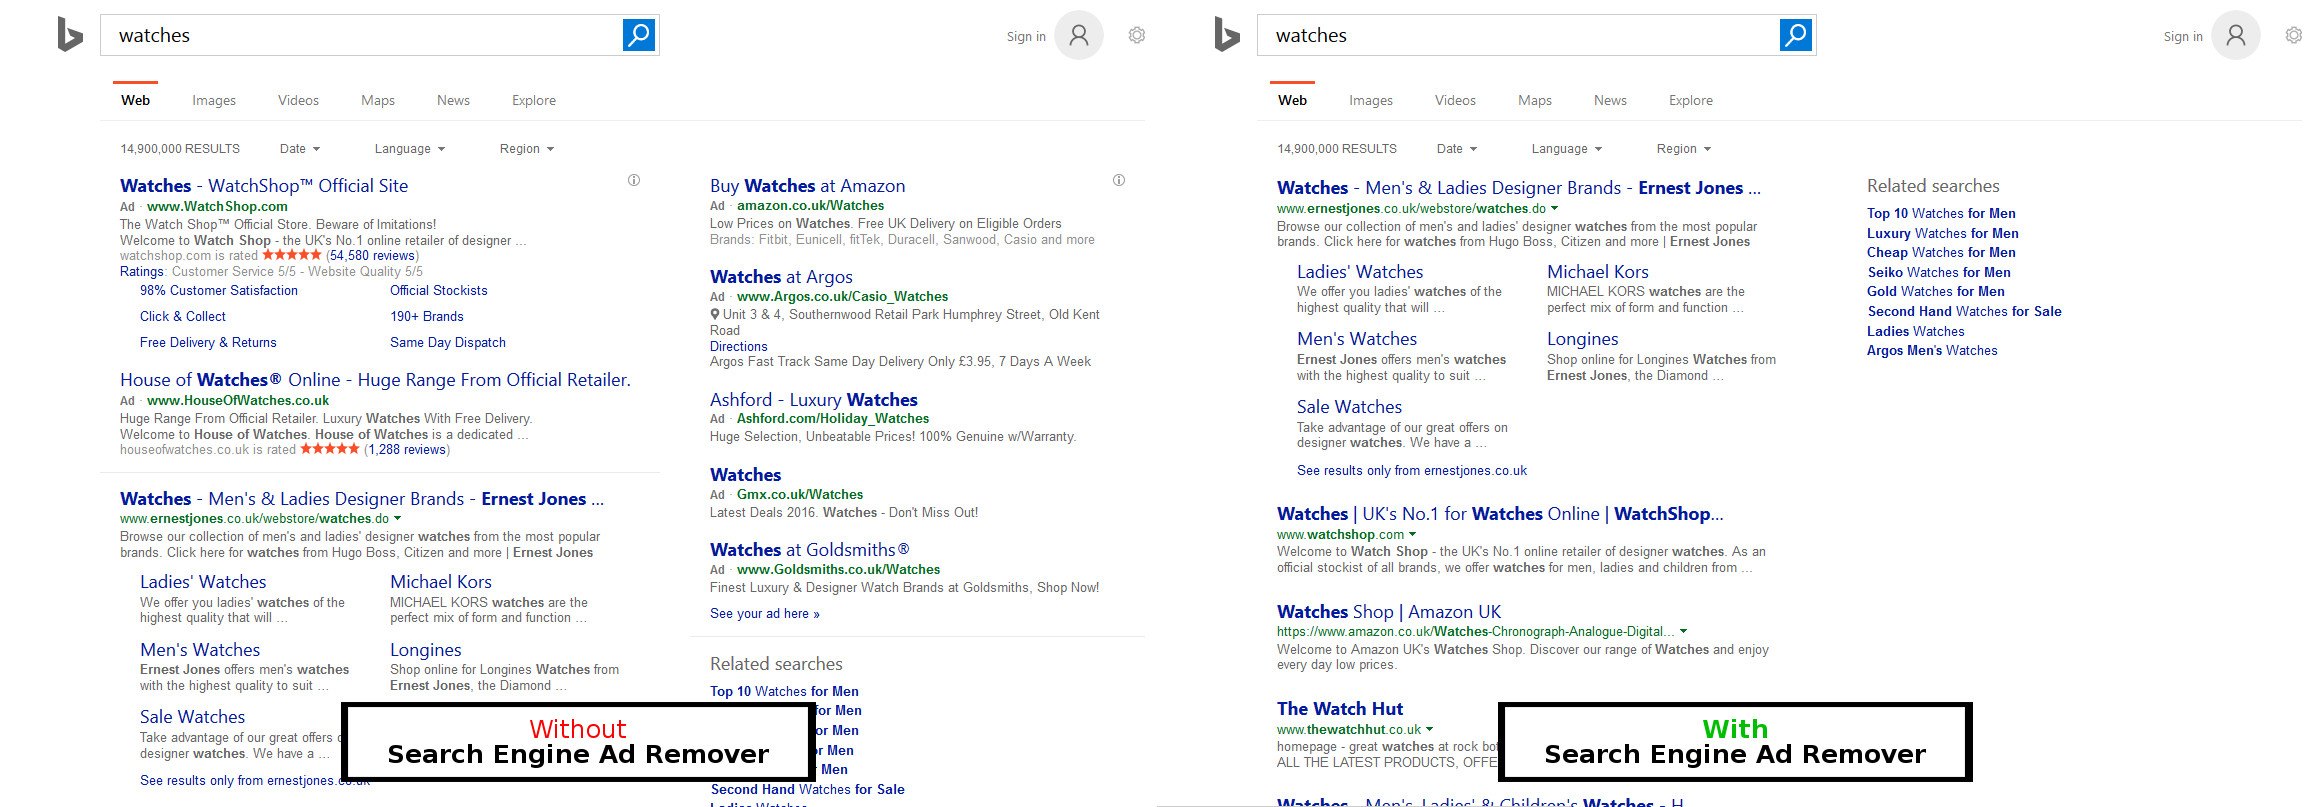 watches
Sign in
Web Images Videos Maps News Explore
14,900,000 RESULTS Date Language Region
Watches - WatchShop™ Official Site
Ad · www.WatchShop.com
The Watch Shop™ Official Store. Beware of Imitations!
Welcome to Watch Shop - the UK's No.1 online retailer of designer ...
watchshop.com is rated ★★★★★ (54,580 reviews)
Ratings: Customer Service 5/5 - Website Quality 5/5
98% Customer Satisfaction Official Stockists
Click & Collect 190+ Brands
Free Delivery & Returns Same Day Dispatch
House of Watches® Online - Huge Range From Official Retailer.
Ad · www.HouseOfWatches.co.uk
Huge Range From Official Retailer. Luxury Watches With Free Delivery.
Welcome to House of Watches. House of Watches is a dedicated ...
houseofwatches.co.uk is rated ★★★★★ (1,288 reviews)
Watches - Men's & Ladies Designer Brands - Ernest Jones ...
www.ernestjones.co.uk/webstore/watches.do
Browse our collection of men's and ladies' designer watches from the most popular
brands. Click here for watches from Hugo Boss, Citizen and more | Ernest Jones
Ladies' Watches
We offer you ladies' watches of the
highest quality that will ...
Michael Kors
MICHAEL KORS watches are the
perfect mix of form and function ...
Men's Watches
Ernest Jones offers men's watches
with the highest quality to suit ...
Longines
Shop online for Longines Watches from
Ernest Jones, the Diamond ...
Sale Watches
Take advantage of our great offers
designer watches. We have a ...
See results only from ernestjones.co.uk
Buy Watches at Amazon
Ad · amazon.co.uk/Watches
Low Prices on Watches. Free UK Delivery on Eligible Orders
Brands: Fitbit, Eunicell, fitTek, Duracell, Sanwood, Casio and more
Watches at Argos
Ad · www.Argos.co.uk/Casio_Watches
Unit 3 & 4, Southernwood Retail Park Humphrey Street, Old Kent
Road
Directions
Argos Fast Track Same Day Delivery Only £3.95, 7 Days A Week
Ashford - Luxury Watches
Ad · Ashford.com/Holiday_Watches
Huge Selection, Unbeatable Prices! 100% Genuine w/Warranty.
Watches
Ad · Gmx.co.uk/Watches
Latest Deals 2016. Watches - Don't Miss Out!
Watches at Goldsmiths®
Ad · www.Goldsmiths.co.uk/Watches
Finest Luxury & Designer Watch Brands at Goldsmiths, Shop Now!
See your ad here »
Related searches
Top 10 Watches for Men
for Men
for Men
or Men
Men
Second Hand Watches for Sale
Ladies Watches
Without
Search Engine Ad Remover
watches
Sign in
Web Images Videos Maps News Explore
14,900,000 RESULTS Date Language Region
Watches - Men's & Ladies Designer Brands - Ernest Jones ...
www.ernestjones.co.uk/webstore/watches.do
Browse our collection of men's and ladies' designer watches from the most popular
brands. Click here for watches from Hugo Boss, Citizen and more | Ernest Jones
Ladies' Watches
We offer you ladies' watches of the
highest quality that will ...
Michael Kors
MICHAEL KORS watches are the
perfect mix of form and function ...
Men's Watches
Ernest Jones offers men's watches
with the highest quality to suit ...
Longines
Shop online for Longines Watches from
Ernest Jones, the Diamond ...
Sale Watches
Take advantage of our great offers on
designer watches. We have a ...
See results only from ernestjones.co.uk
Watches | UK's No.1 for Watches Online | WatchShop...
www.watchshop.com
Welcome to Watch Shop - the UK's No.1 online retailer of designer watches. As an
official stockist of all brands, we offer watches for men, ladies and children from ...
Watches Shop | Amazon UK
https://www.amazon.co.uk/Watches-Chronograph-Analogue-Digital...
Welcome to Amazon UK's Watches Shop. Discover our range of Watches and enjoy
every day low prices.
The Watch Hut
www.thewatchhut.co.uk
homepage - great watches at rock bot
ALL THE LATEST PRODUCTS, OFFE
Watches - Men's, Ladies' & Children's Watches - H
Related searches
Top 10 Watches for Men
Luxury Watches for Men
Cheap Watches for Men
Seiko Watches for Men
Gold Watches for Men
Second Hand Watches for Sale
Ladies Watches
Argos Men's Watches
With
Search Engine Ad Remover